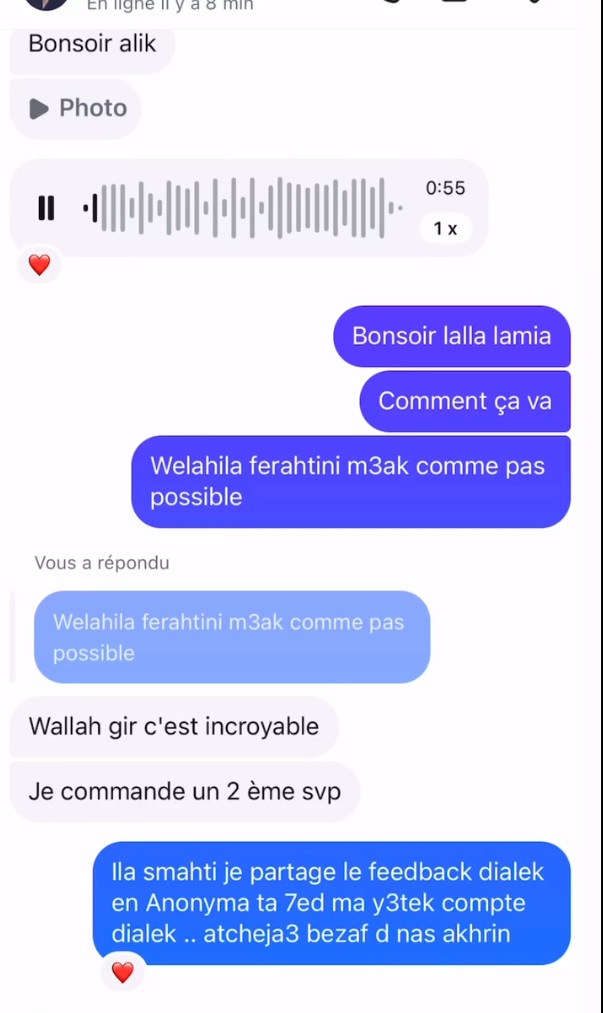 En ligne il y a 8 min
Bonsoir alik
Photo
0:55
1 x
Bonsoir lalla lamia
Comment ça va
Welahila ferahtini m3ak comme pas
possible
Vous a répondu
Welahila ferahtini m3ak comme pas
possible
Wallah gir c'est incroyable
Je commande un 2 ème svp
Ila smahti je partage le feedback dialek
en Anonyma ta 7ed ma y3tek compte
dialek .. atcheja3 bezaf d nas akhrin